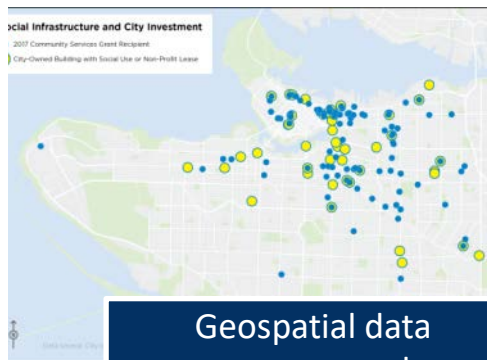 ocial Infrastructure and City Investment
2017 Community Services Grant Recipient
City-Owned Building with Social Use or Non-Profit Lease
Geospatial data